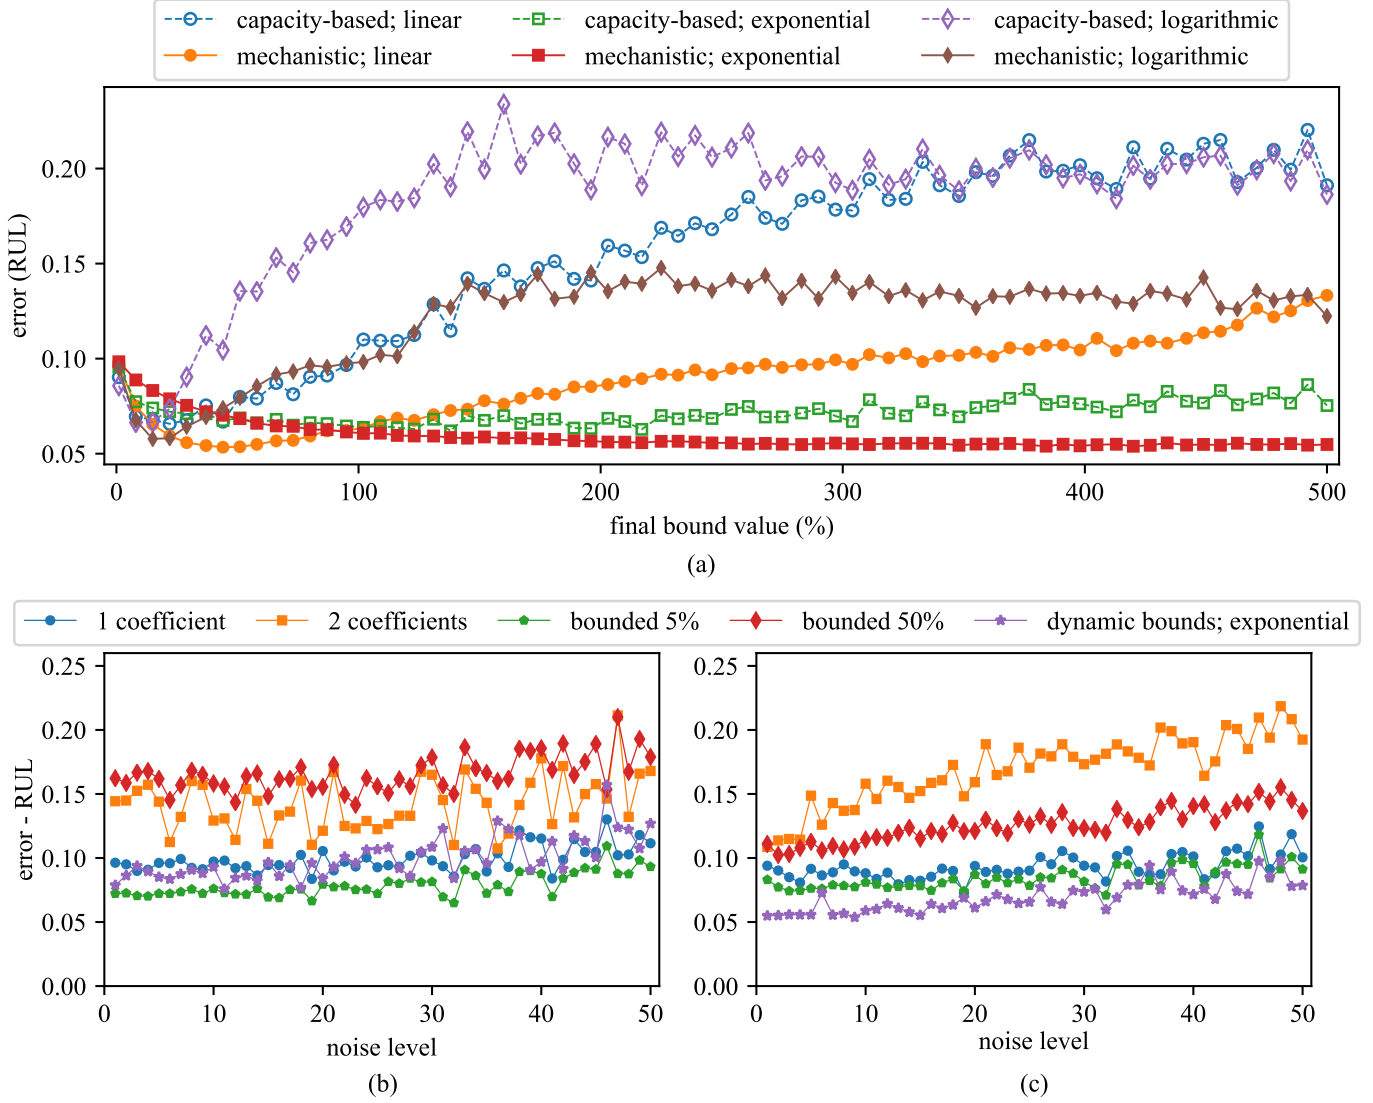 capacity-based; linear capacity-based; exponential capacity-based; logarithmic
mechanistic; linear mechanistic; exponential mechanistic; logarithmic
error (RUL)
0.20
0.15
0.10
0.05
0 100 200 300 400 500
final bound value (%)
(a)
1 coefficient 2 coefficients bounded 5% bounded 50% dynamic bounds; exponential
error - RUL
0.25
0.20
0.15
0.10
0.05
0.00
0 10 20 30 40 50
noise level
(b)
0.25
0.20
0.15
0.10
0.05
0.00
0 10 20 30 40 50
noise level
(c)